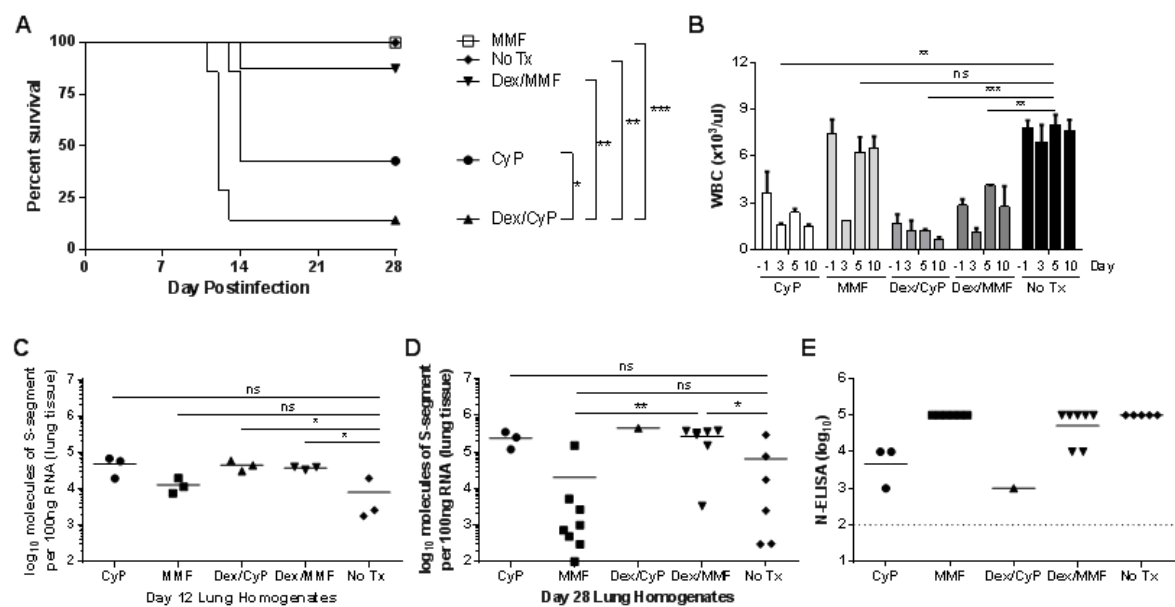 A
Percent survival
100
75
50
25
0
0 7 14 21 28
Day Postinfection
MMF
No Tx
Dex/MMF
CyP
Dex/CyP
*
**
**
***
B
WBC (x10³/ul)
12
9
6
3
0
**
ns
***
**
-1 3 5 10 -1 3 5 10 -1 3 5 10 -1 3 5 10 -1 3 5 10 Day
CyP MMF Dex/CyP Dex/MMF No Tx
C
log₁₀ molecules of S-segment
per 100ng RNA (lung tissue)
7
6
5
4
3
2
ns
ns
*
*
CyP MMF Dex/CyP Dex/MMF No Tx
Day 12 Lung Homogenates
D
log₁₀ molecules of S-segment
per 100ng RNA (lung tissue)
7
6
5
4
3
2
ns
ns
**
*
CyP MMF Dex/CyP Dex/MMF No Tx
Day 28 Lung Homogenates
E
N-ELISA (log₁₀)
6
5
4
3
2
1
CyP MMF Dex/CyP Dex/MMF No Tx